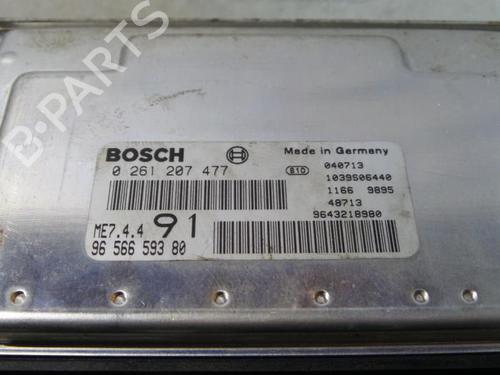 B-PARTS
BOSCH
Made in Germany
0 261 207 477
810
040713
1039S06440
1166 9895
48713
9643218980
ME7.4.4 91
96 566 593 80